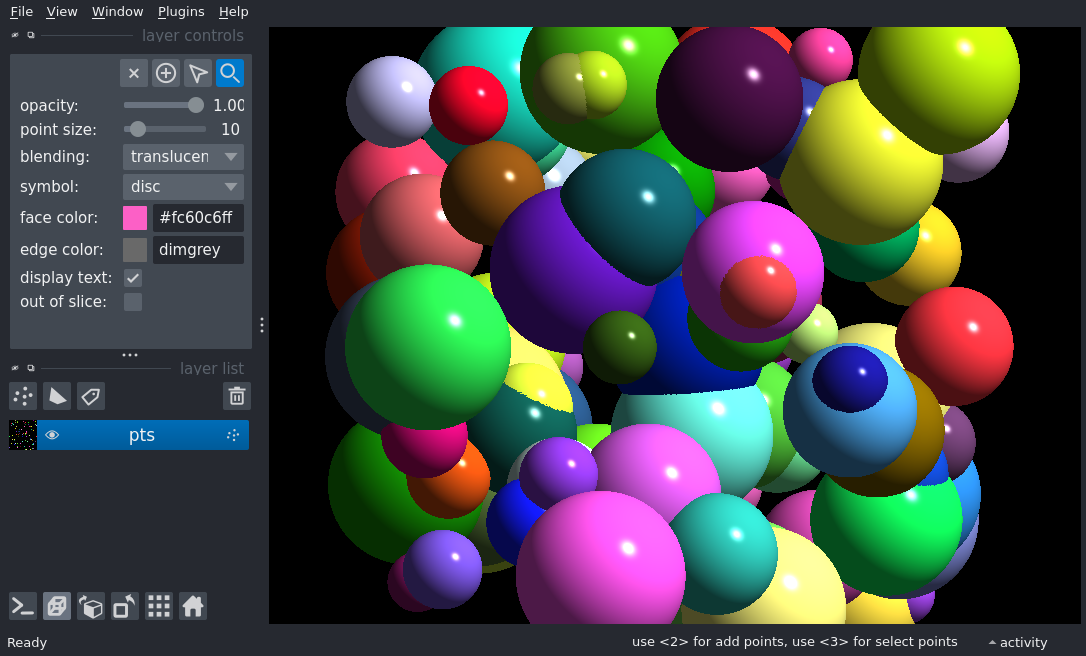 File View Window Plugins Help
layer controls
opacity: 1.00
point size: 10
blending: translucen
symbol: disc
face color: #fc60c6ff
edge color: dimgrey
display text:
out of slice:
layer list
pts
Ready use <2> for add points, use <3> for select points activity